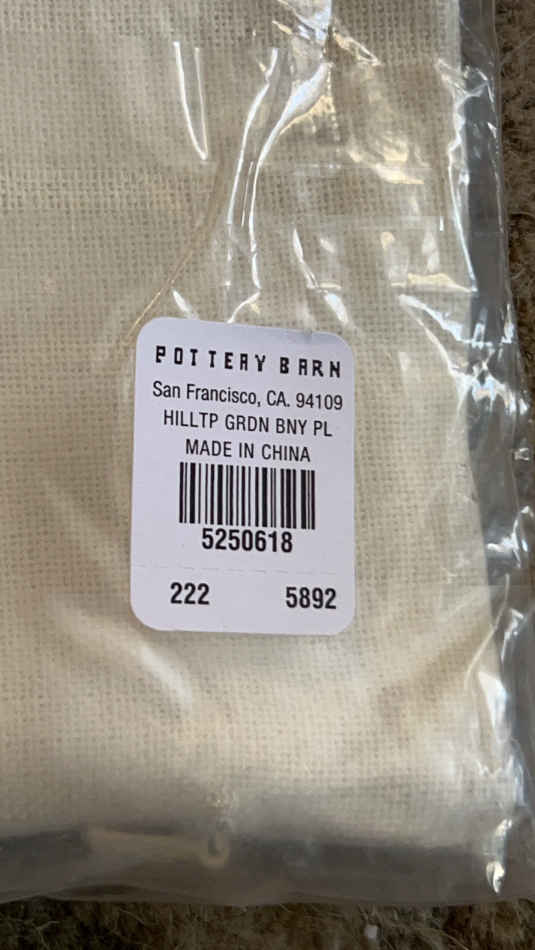 POTTERY BARN
San Francisco, CA. 94109
HILLTP GRDN BNY PL
MADE IN CHINA
5250618
222 5892